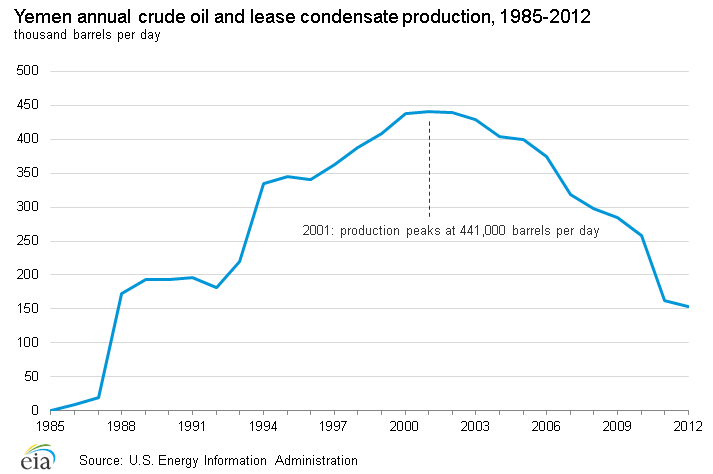 Yemen annual crude oil and lease condensate production, 1985-2012
thousand barrels per day
500
450
400
350
300
250
200
150
100
50
0
2001: production peaks at 441,000 barrels per day
1985 1988 1991 1994 1997 2000 2003 2006 2009 2012
eia Source: U.S. Energy Information Administration